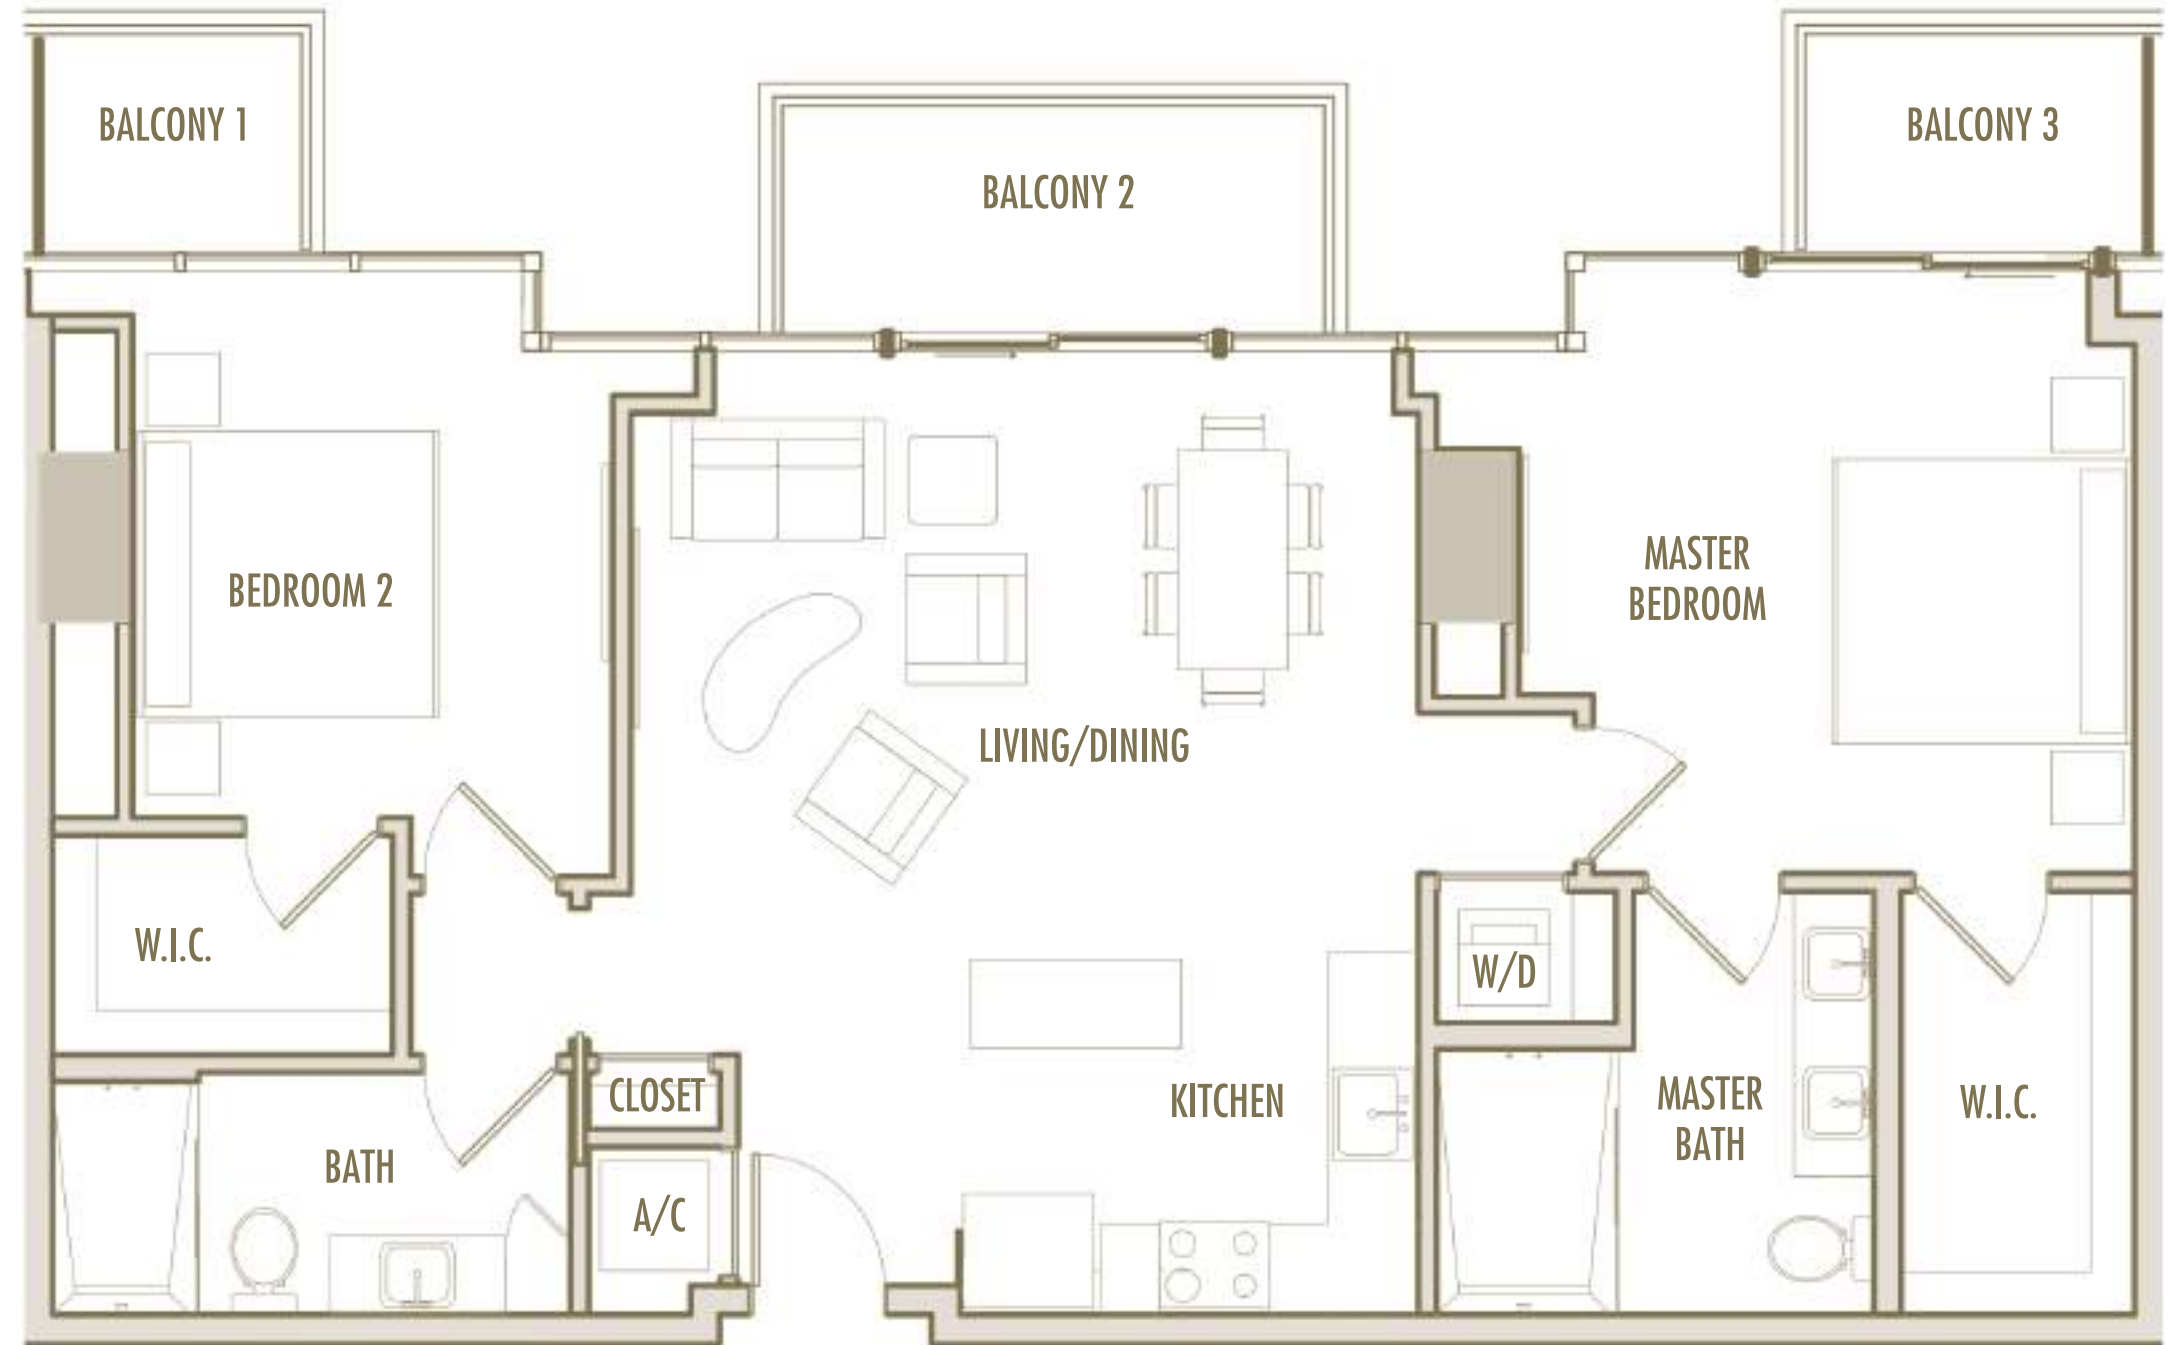 BALCONY 1
BALCONY 2
BALCONY 3
BEDROOM 2
MASTER
BEDROOM
LIVING/DINING
W.I.C.
W/D
CLOSET
KITCHEN
MASTER
BATH
W.I.C.
BATH
A/C